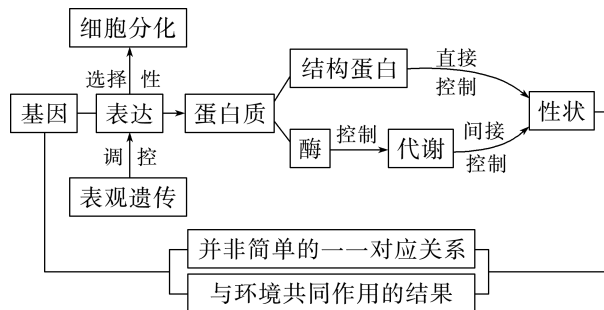 细胞分化
选择 性
基因
表达
蛋白质
结构蛋白
直接
控制
性状
调 控
酶
控制
代谢
间接
控制
表观遗传
并非简单的一一对应关系
与环境共同作用的结果